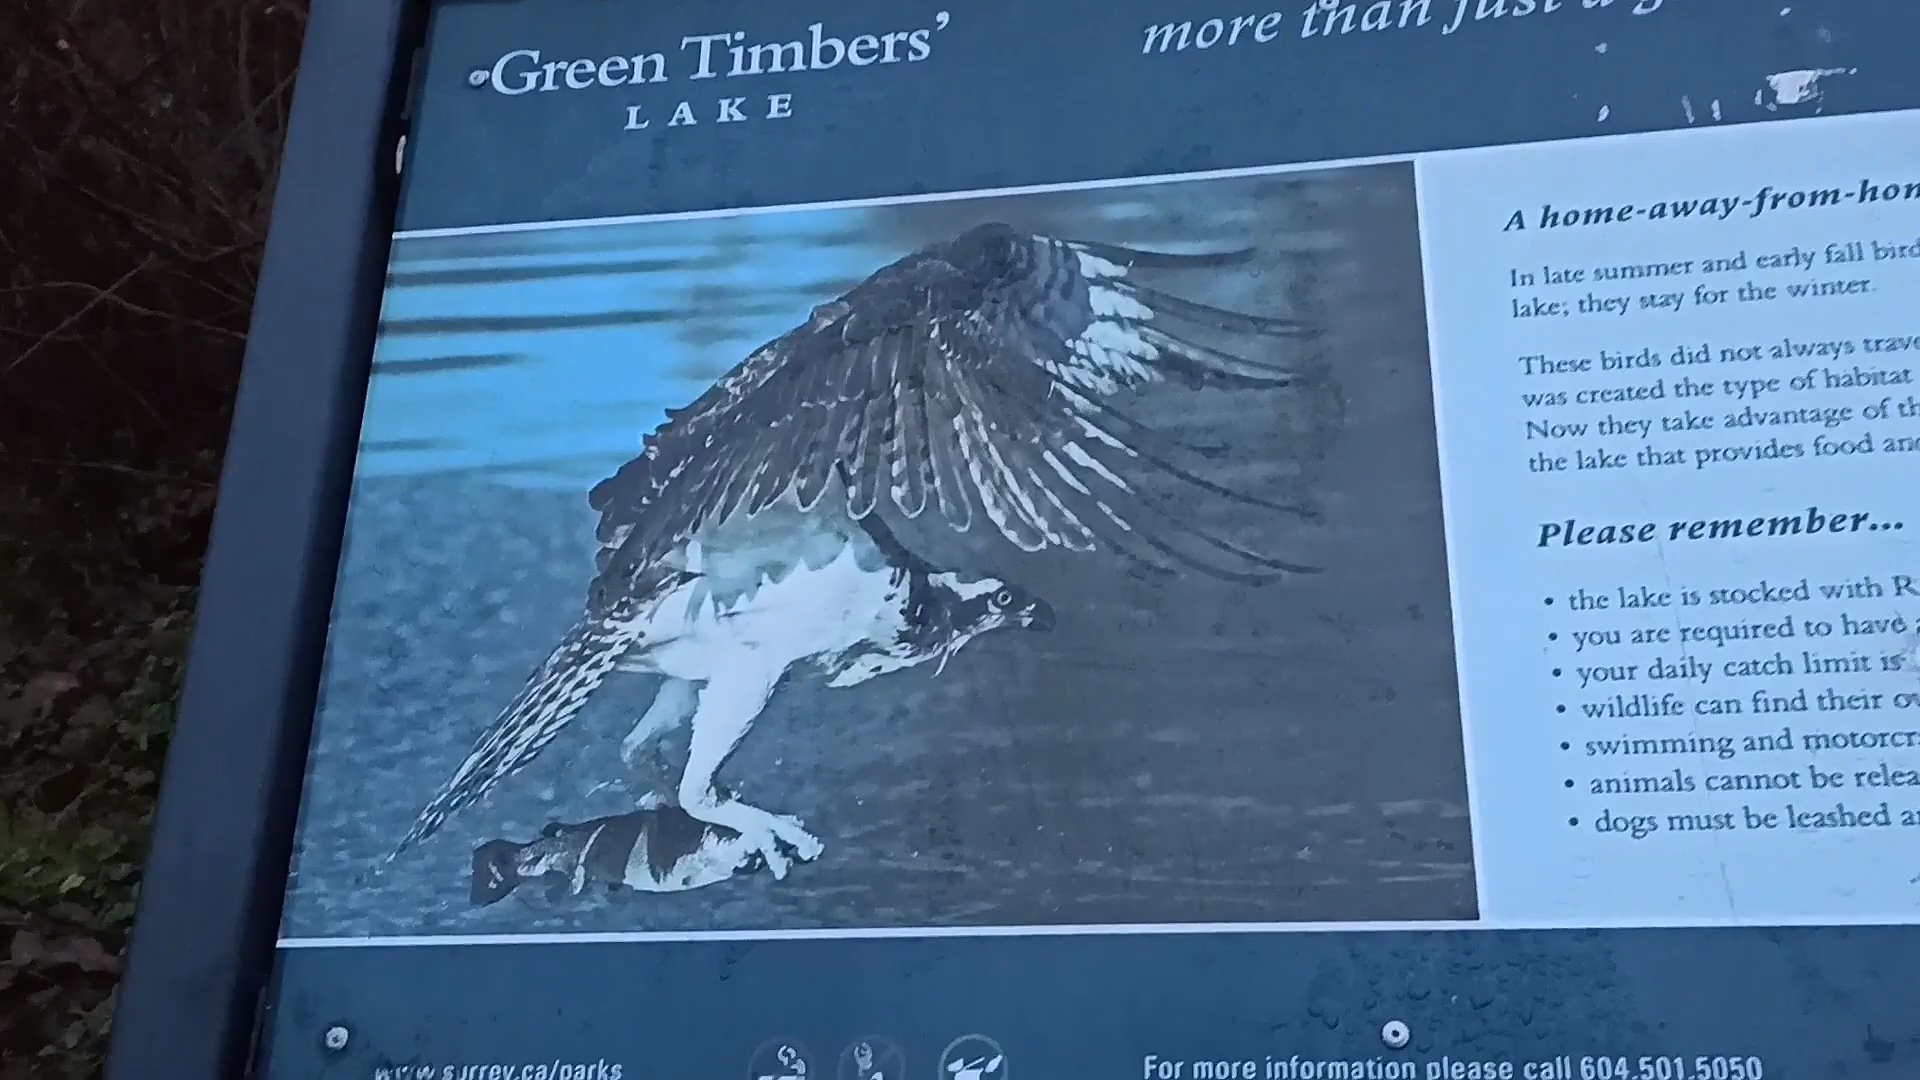 Green Timbers'
LAKE
more than just a
A home-away-from-hom
In late summer and early fall bird
lake; they stay for the winter.
These birds did not always trave
was created the type of habitat
Now they take advantage of th
the lake that provides food and
Please remember...
• the lake is stocked with R
• you are required to have a
• your daily catch limit is
• wildlife can find their ow
• swimming and motorcr
• animals cannot be relea
• dogs must be leashed an
www.surrey.ca/parks
For more information please call 604.501.5050